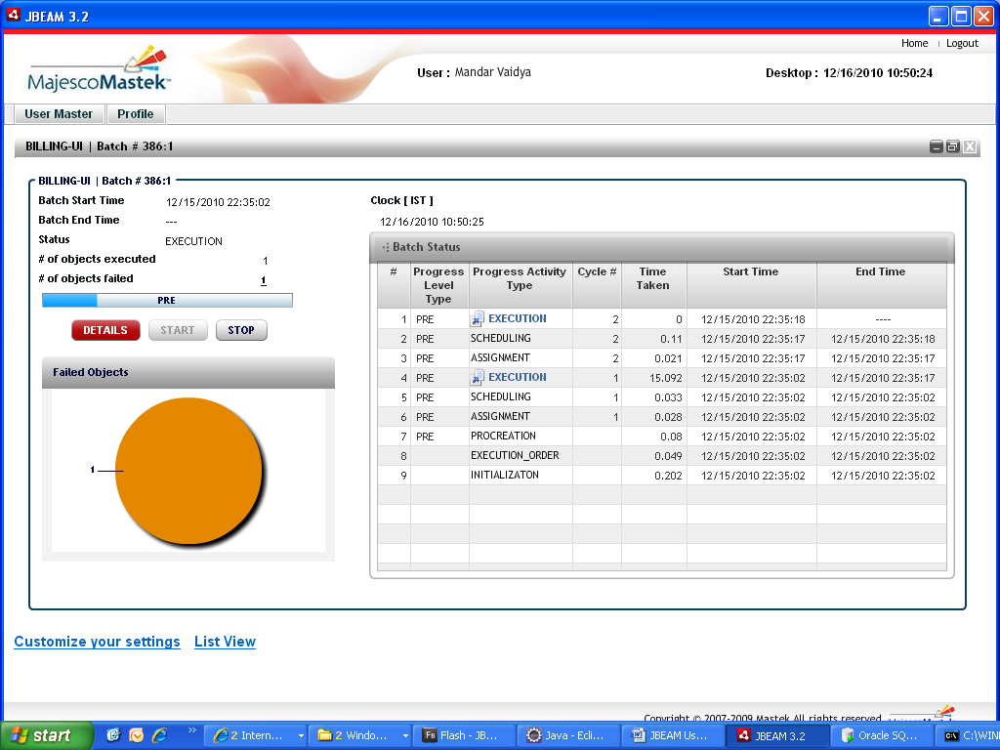 JBEAM 3.2
Home | Logout
MajescoMastek
User : Mandar Vaidya
Desktop : 12/16/2010 10:50:24
User Master Profile
BILLING-UI | Batch # 386:1
BILLING-UI | Batch # 386:1
Batch Start Time 12/15/2010 22:35:02
Batch End Time ---
Status EXECUTION
# of objects executed 1
# of objects failed 1
PRE
DETAILS START STOP
Failed Objects
1
Clock [ IST ]
12/16/2010 10:50:25
Batch Status
# Progress Level Type Progress Activity Type Cycle # Time Taken Start Time End Time
1 PRE EXECUTION 2 0 12/15/2010 22:35:18 ----
2 PRE SCHEDULING 2 0.11 12/15/2010 22:35:17 12/15/2010 22:35:18
3 PRE ASSIGNMENT 2 0.021 12/15/2010 22:35:17 12/15/2010 22:35:17
4 PRE EXECUTION 1 15.092 12/15/2010 22:35:02 12/15/2010 22:35:17
5 PRE SCHEDULING 1 0.033 12/15/2010 22:35:02 12/15/2010 22:35:02
6 PRE ASSIGNMENT 1 0.028 12/15/2010 22:35:02 12/15/2010 22:35:02
7 PRE PROCREATION 0.08 12/15/2010 22:35:02 12/15/2010 22:35:02
8 EXECUTION_ORDER 0.049 12/15/2010 22:35:02 12/15/2010 22:35:02
9 INITIALIZATON 0.202 12/15/2010 22:35:02 12/15/2010 22:35:02
Customize your settings List View
Copyright © 2007-2009 Mastek All rights reserved
start » 2 Intern... 2 Windo... Flash - JB... Java - Ecli... JBEAM Us... JBEAM 3.2 Oracle SQ... C:\WIN